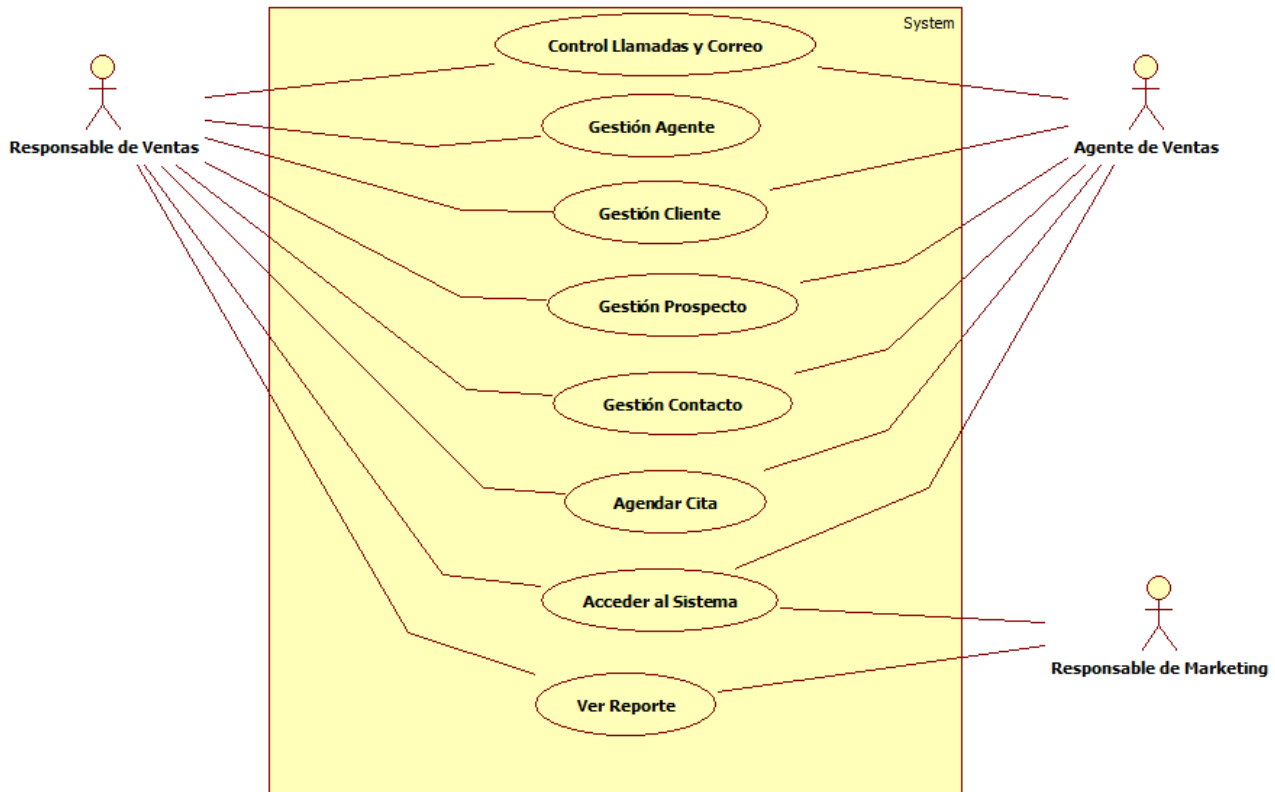 System
Control Llamadas y Correo
Responsable de Ventas
Gestión Agente
Agente de Ventas
Gestión Cliente
Gestión Prospecto
Gestión Contacto
Agendar Cita
Acceder al Sistema
Responsable de Marketing
Ver Reporte